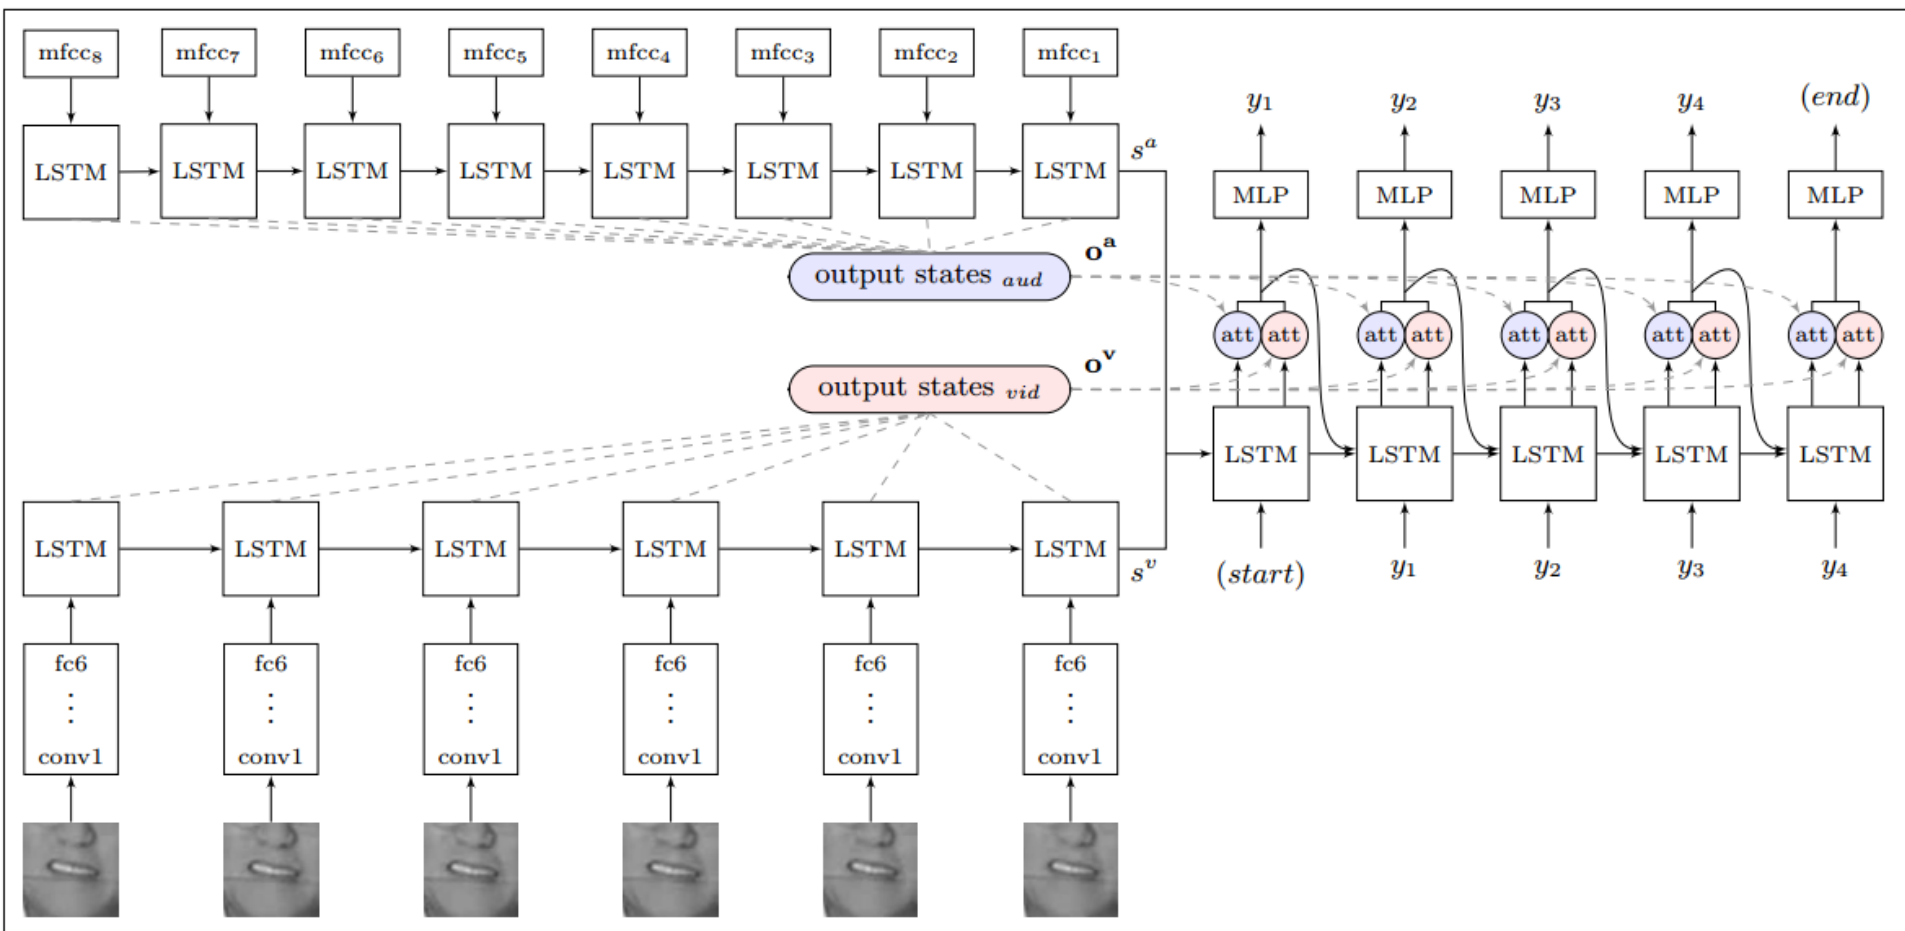 mfcc8 mfcc7 mfcc6 mfcc5 mfcc4 mfcc3 mfcc2 mfcc1
y1 y2 y3 y4 (end)
LSTM LSTM LSTM LSTM LSTM LSTM LSTM LSTM s^a
MLP MLP MLP MLP MLP
output states aud o^a
att att att att att att att att att att
output states vid o^v
LSTM LSTM LSTM LSTM LSTM
LSTM LSTM LSTM LSTM LSTM LSTM s^v
(start) y1 y2 y3 y4
fc6 fc6 fc6 fc6 fc6 fc6
⋮ ⋮ ⋮ ⋮ ⋮ ⋮
conv1 conv1 conv1 conv1 conv1 conv1